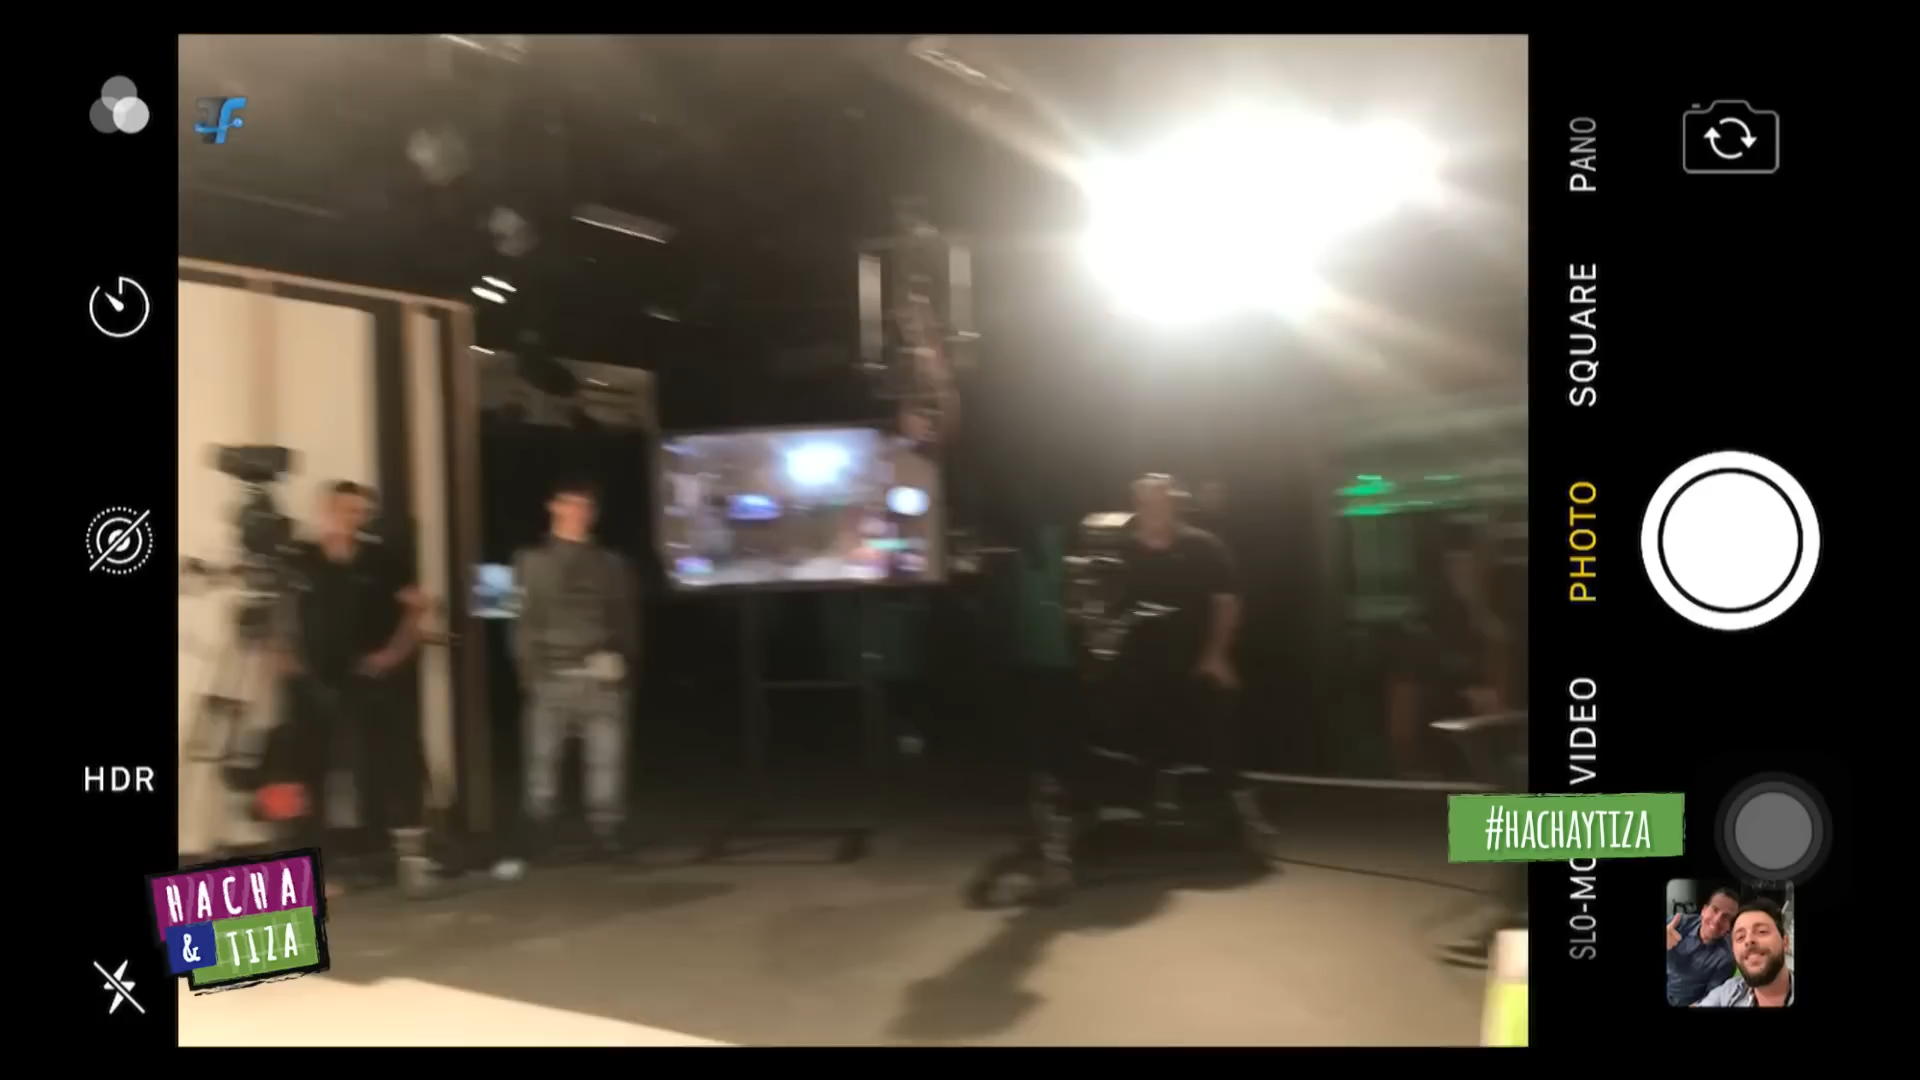 PANO
SQUARE
PHOTO
VIDEO
SLO-MO
HDR
HACHA
& TIZA
#HACHAYTIZA